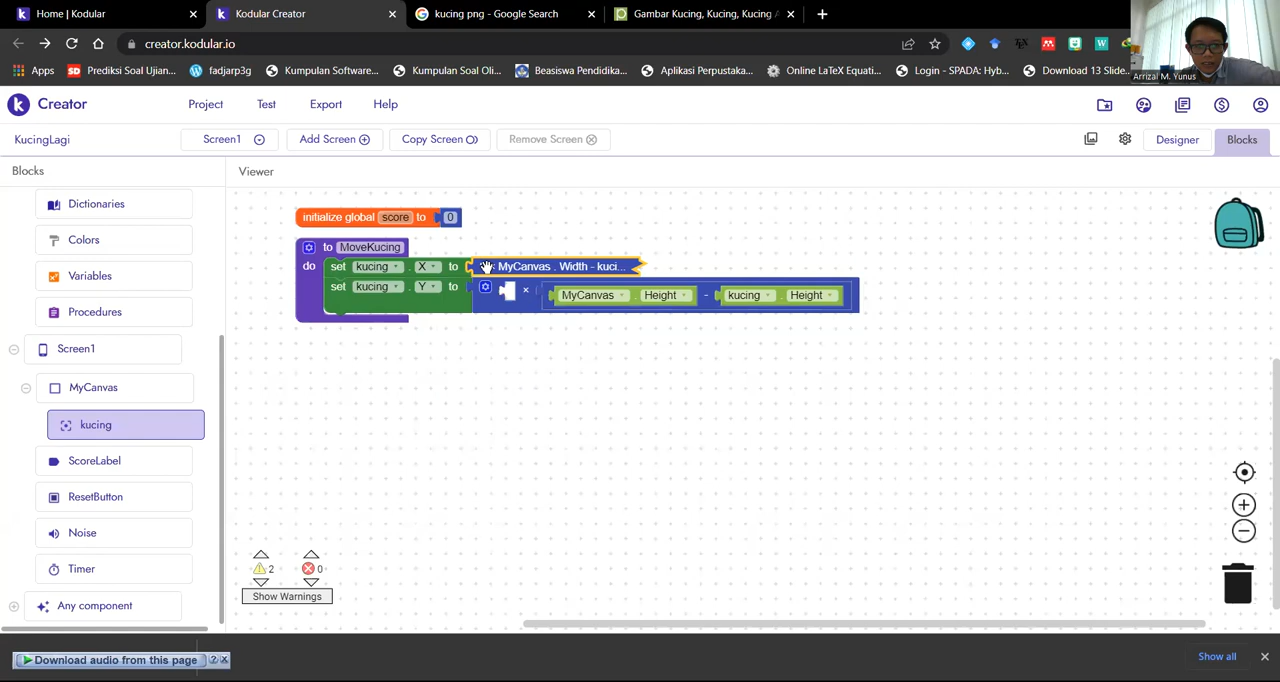 Home | Kodular
Kodular Creator
kucing png - Google Search
Gambar Kucing, Kucing, Kucing
creator.kodular.io
Apps
Prediksi Soal Ujian...
fadjarp3g
Kumpulan Software...
Kumpulan Soal Oli...
Beasiswa Pendidika...
Aplikasi Perpustaka...
Online LaTeX Equati...
Login - SPADA: Hyb...
Download 13 Slide...
Arrizal M. Yunus
Creator
Project
Test
Export
Help
KucingLagi
Screen1
Add Screen
Copy Screen
Remove Screen
Designer
Blocks
Blocks
Viewer
Dictionaries
Colors
Variables
Procedures
Screen1
MyCanvas
kucing
ScoreLabel
ResetButton
Noise
Timer
Any component
initialize global score to 0
to MoveKucing
do set kucing . X to MyCanvas . Width - kuci...
set kucing . Y to × MyCanvas . Height - kucing . Height
2
0
Show Warnings
Download audio from this page ? X
Show all